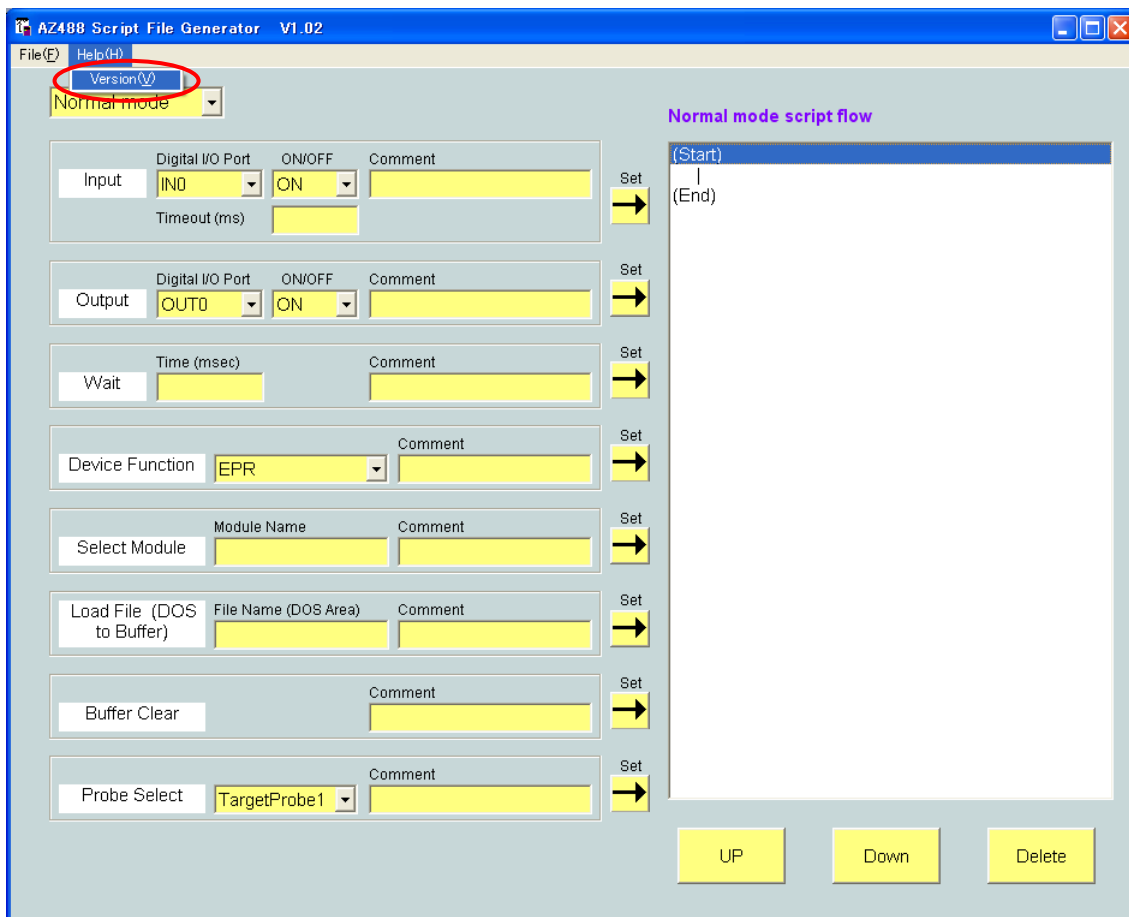 AZ488 Script File Generator V1.02
File(F) Help(H)
Version(V)
Normal mode
Normal mode script flow
Input
Digital I/O Port ON/OFF Comment
IN0 ON
Timeout (ms)
Set
(Start)
|
(End)
Output
Digital I/O Port ON/OFF Comment
OUT0 ON
Set
Wait
Time (msec) Comment
Set
Device Function
Comment
EPR
Set
Select Module
Module Name Comment
Set
Load File (DOS
to Buffer)
File Name (DOS Area) Comment
Set
Buffer Clear
Comment
Set
Probe Select
Comment
TargetProbe1
Set
UP Down Delete